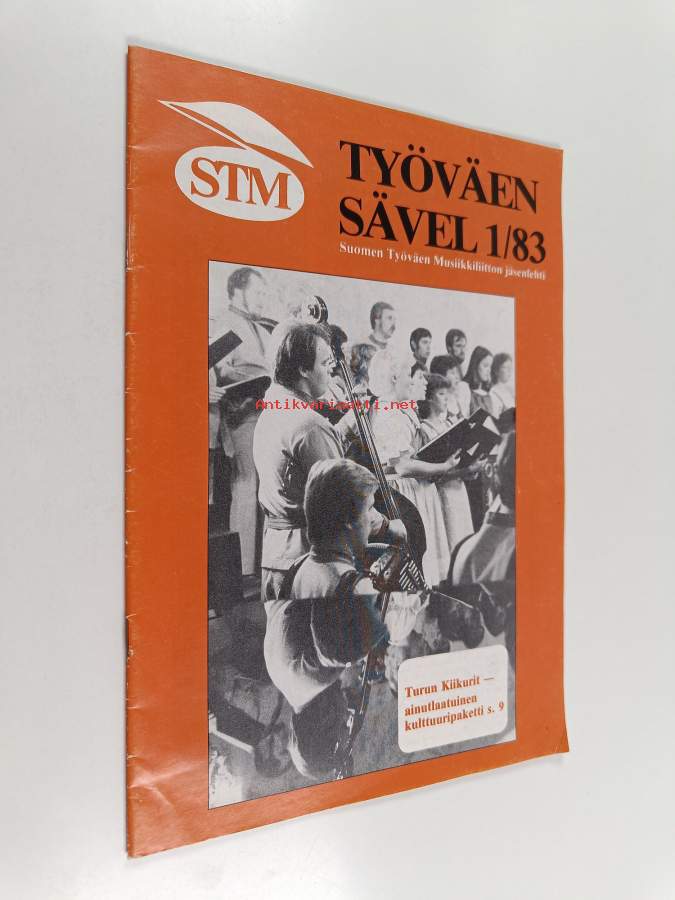 STM
TYÖVÄEN
SÄVEL 1/83
Suomen Työväen Musiikkiliiton jäsenlehti
Antikvariaatti.net
Turun Kiikurit —
ainutlaatuinen
kulttuuripaketti s. 9